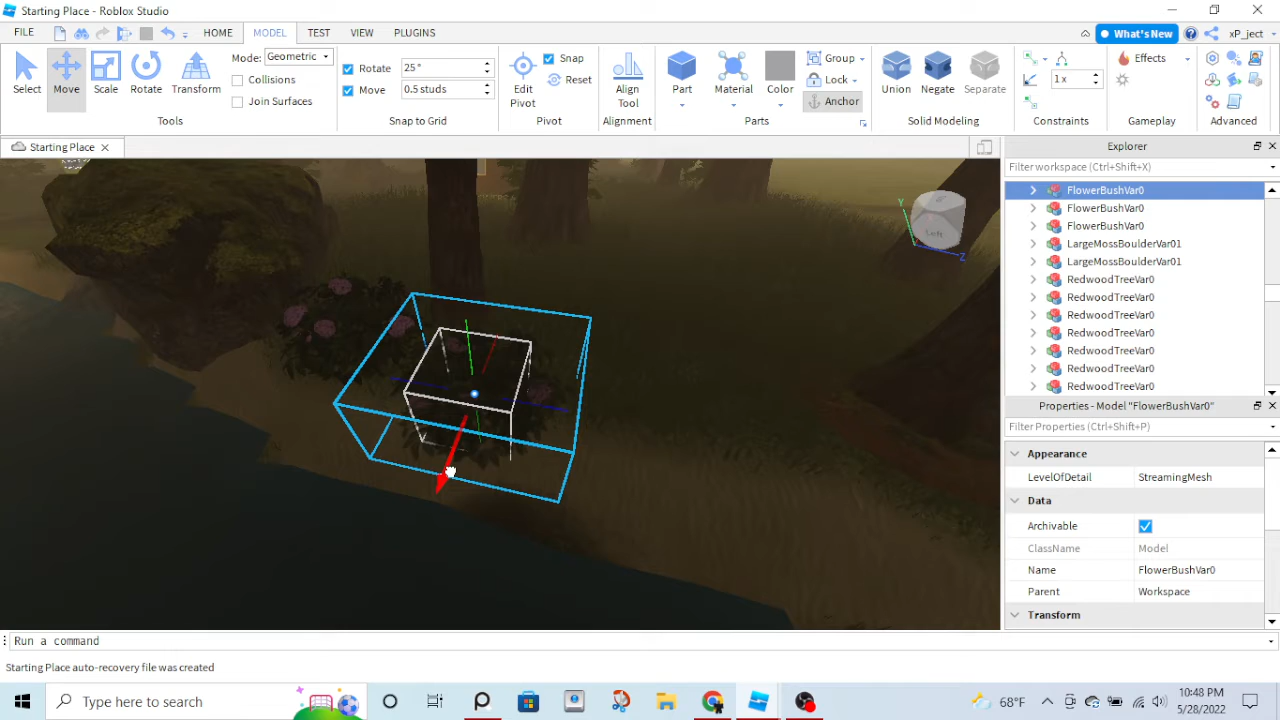 Starting Place - Roblox Studio
FILE HOME MODEL TEST VIEW PLUGINS What's New xP_ject
Select Move Scale Rotate Transform
Mode: Geometric
Collisions
Join Surfaces
Tools
Rotate 25°
Move 0.5 studs
Snap to Grid
Edit Pivot
Snap
Reset
Pivot
Align Tool
Alignment
Part Material Color
Group
Lock
Anchor
Parts
Union Negate Separate
Solid Modeling
1 x
Constraints
Effects
Gameplay
Advanced
Starting Place
Y
Left
Z
Explorer
Filter workspace (Ctrl+Shift+X)
FlowerBushVar0
FlowerBushVar0
FlowerBushVar0
LargeMossBoulderVar01
LargeMossBoulderVar01
RedwoodTreeVar0
RedwoodTreeVar0
RedwoodTreeVar0
RedwoodTreeVar0
RedwoodTreeVar0
RedwoodTreeVar0
RedwoodTreeVar0
Properties - Model "FlowerBushVar0"
Filter Properties (Ctrl+Shift+P)
Appearance
LevelOfDetail StreamingMesh
Data
Archivable
ClassName Model
Name FlowerBushVar0
Parent Workspace
Transform
Run a command
Starting Place auto-recovery file was created
Type here to search
68°F
10:48 PM
5/28/2022